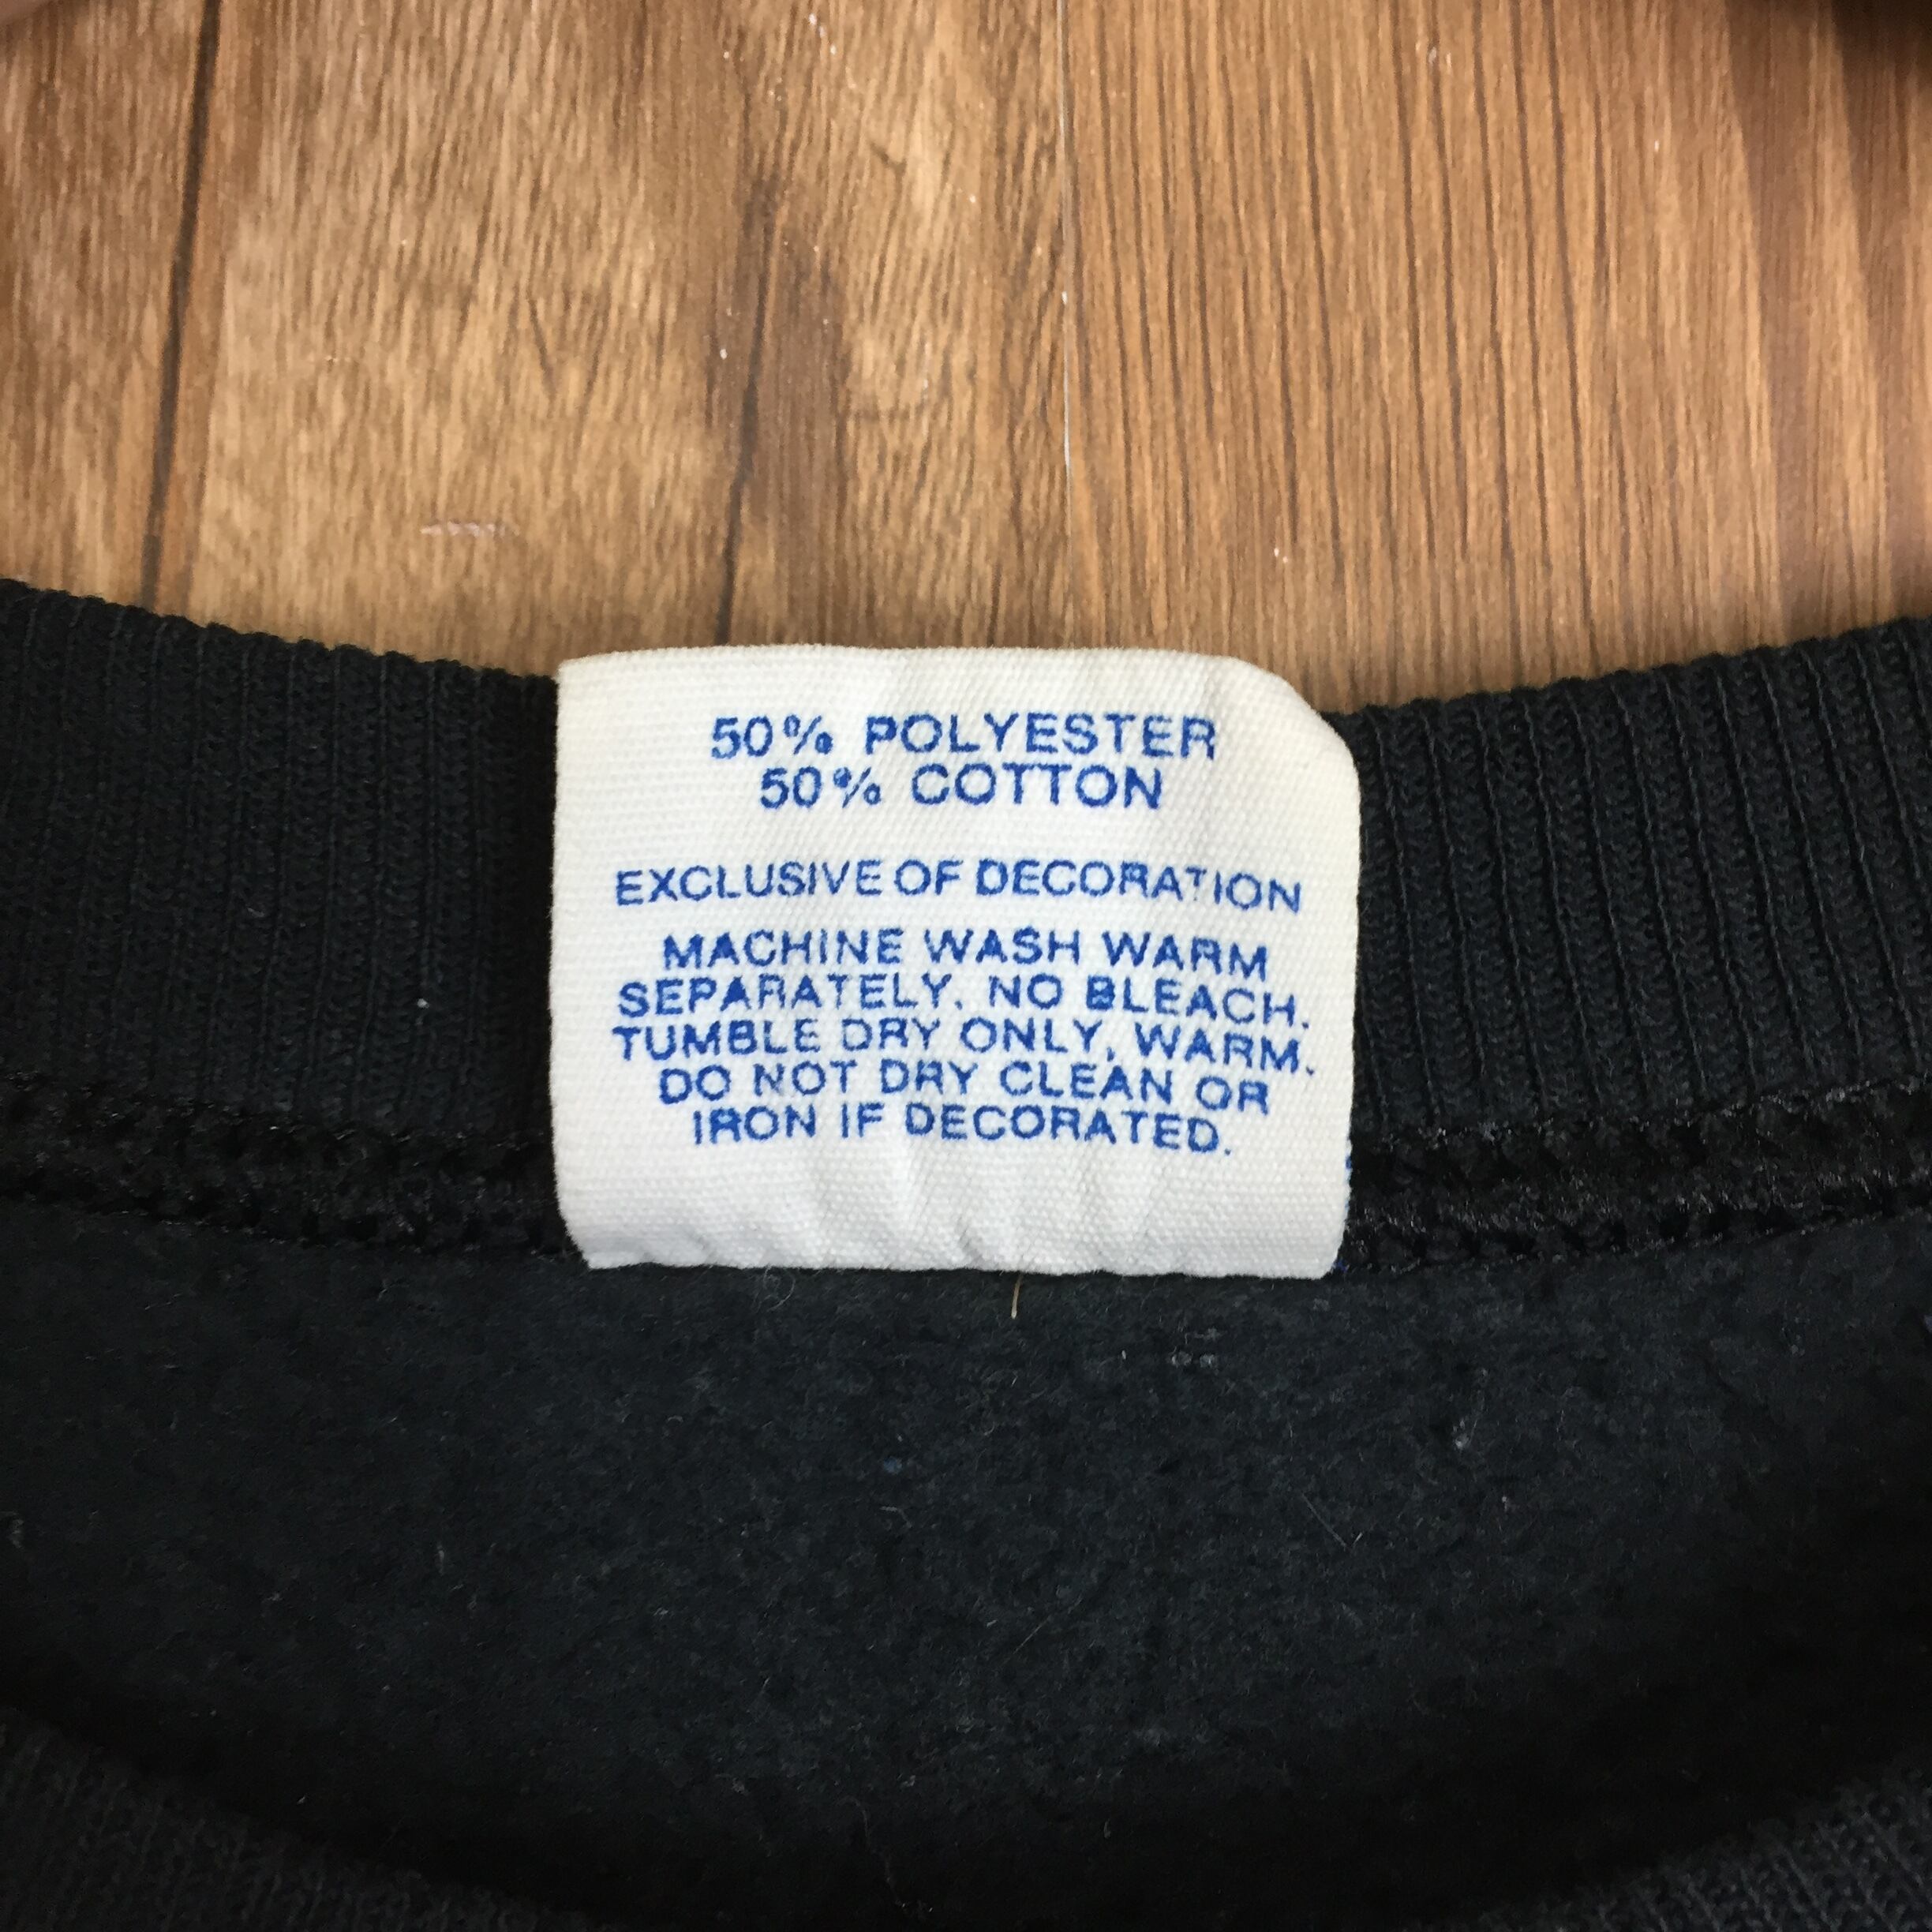 50% POLYESTER
50% COTTON
EXCLUSIVE OF DECORATION
MACHINE WASH WARM
SEPARATELY. NO BLEACH.
TUMBLE DRY ONLY, WARM.
DO NOT DRY CLEAN OR
IRON IF DECORATED.